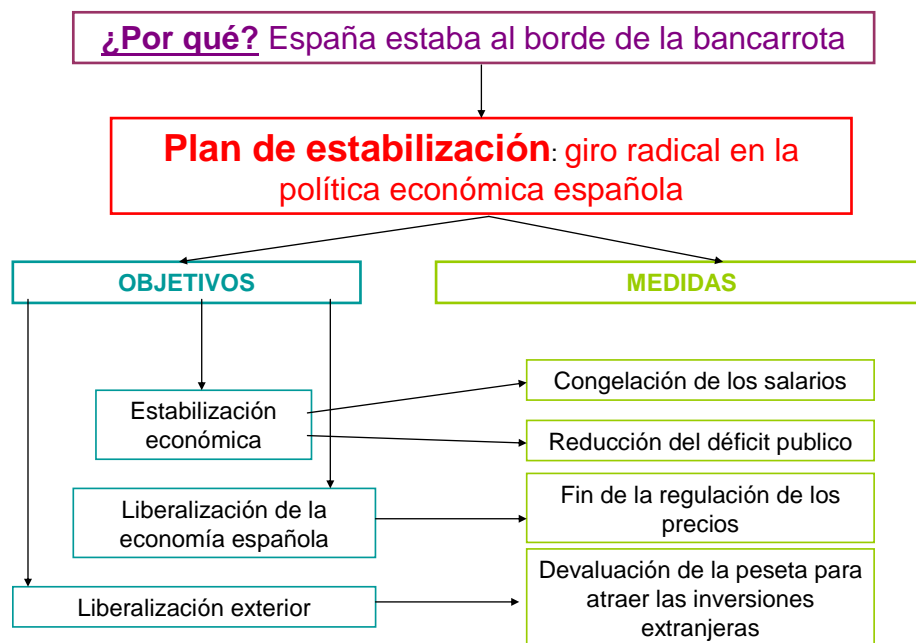 ¿Por qué? España estaba al borde de la bancarrota
Plan de estabilización: giro radical en la
política económica española
OBJETIVOS
MEDIDAS
Estabilización
económica
Congelación de los salarios
Reducción del déficit publico
Liberalización de la
economía española
Fin de la regulación de los
precios
Liberalización exterior
Devaluación de la peseta para
atraer las inversiones
extranjeras